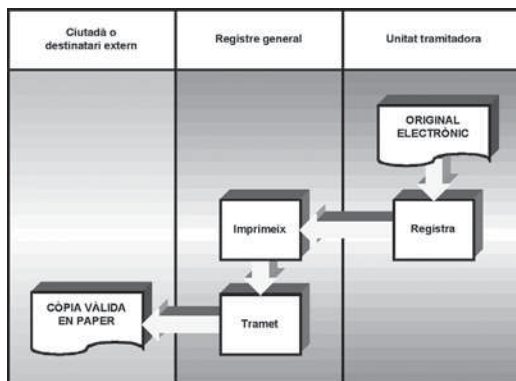 Ciutadà o
destinatari extern
Registre general
Unitat tramitadora
ORIGINAL
ELECTRÒNIC
Imprimeix
Registra
CÒPIA VÀLIDA
EN PAPER
Tramet